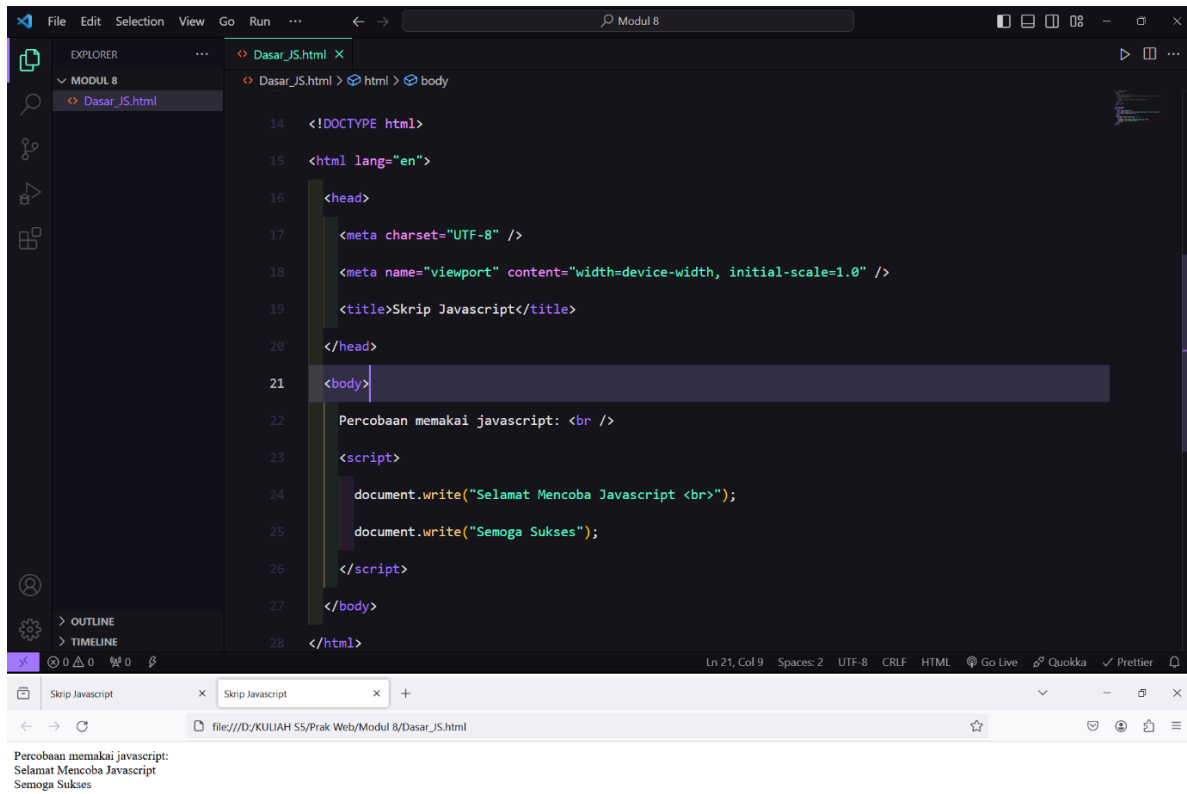 File Edit Selection View Go Run ··· ← → Modul 8
EXPLORER ···
MODUL 8
<> Dasar_JS.html
OUTLINE
TIMELINE
<> Dasar_JS.html ×
<> Dasar_JS.html > html > body
14 <!DOCTYPE html>
15 <html lang="en">
16 <head>
17 <meta charset="UTF-8" />
18 <meta name="viewport" content="width=device-width, initial-scale=1.0" />
19 <title>Skrip Javascript</title>
20 </head>
21 <body>
22 Percobaan memakai javascript: <br />
23 <script>
24 document.write("Selamat Mencoba Javascript <br>");
25 document.write("Semoga Sukses");
26 </script>
27 </body>
28 </html>
0 0 0 Ln 21, Col 9 Spaces: 2 UTF-8 CRLF HTML Go Live Quokka ✓ Prettier
Skrip Javascript × Skrip Javascript × +
file:///D:/KULIAH S5/Prak Web/Modul 8/Dasar_JS.html
Percobaan memakai javascript:
Selamat Mencoba Javascript
Semoga Sukses